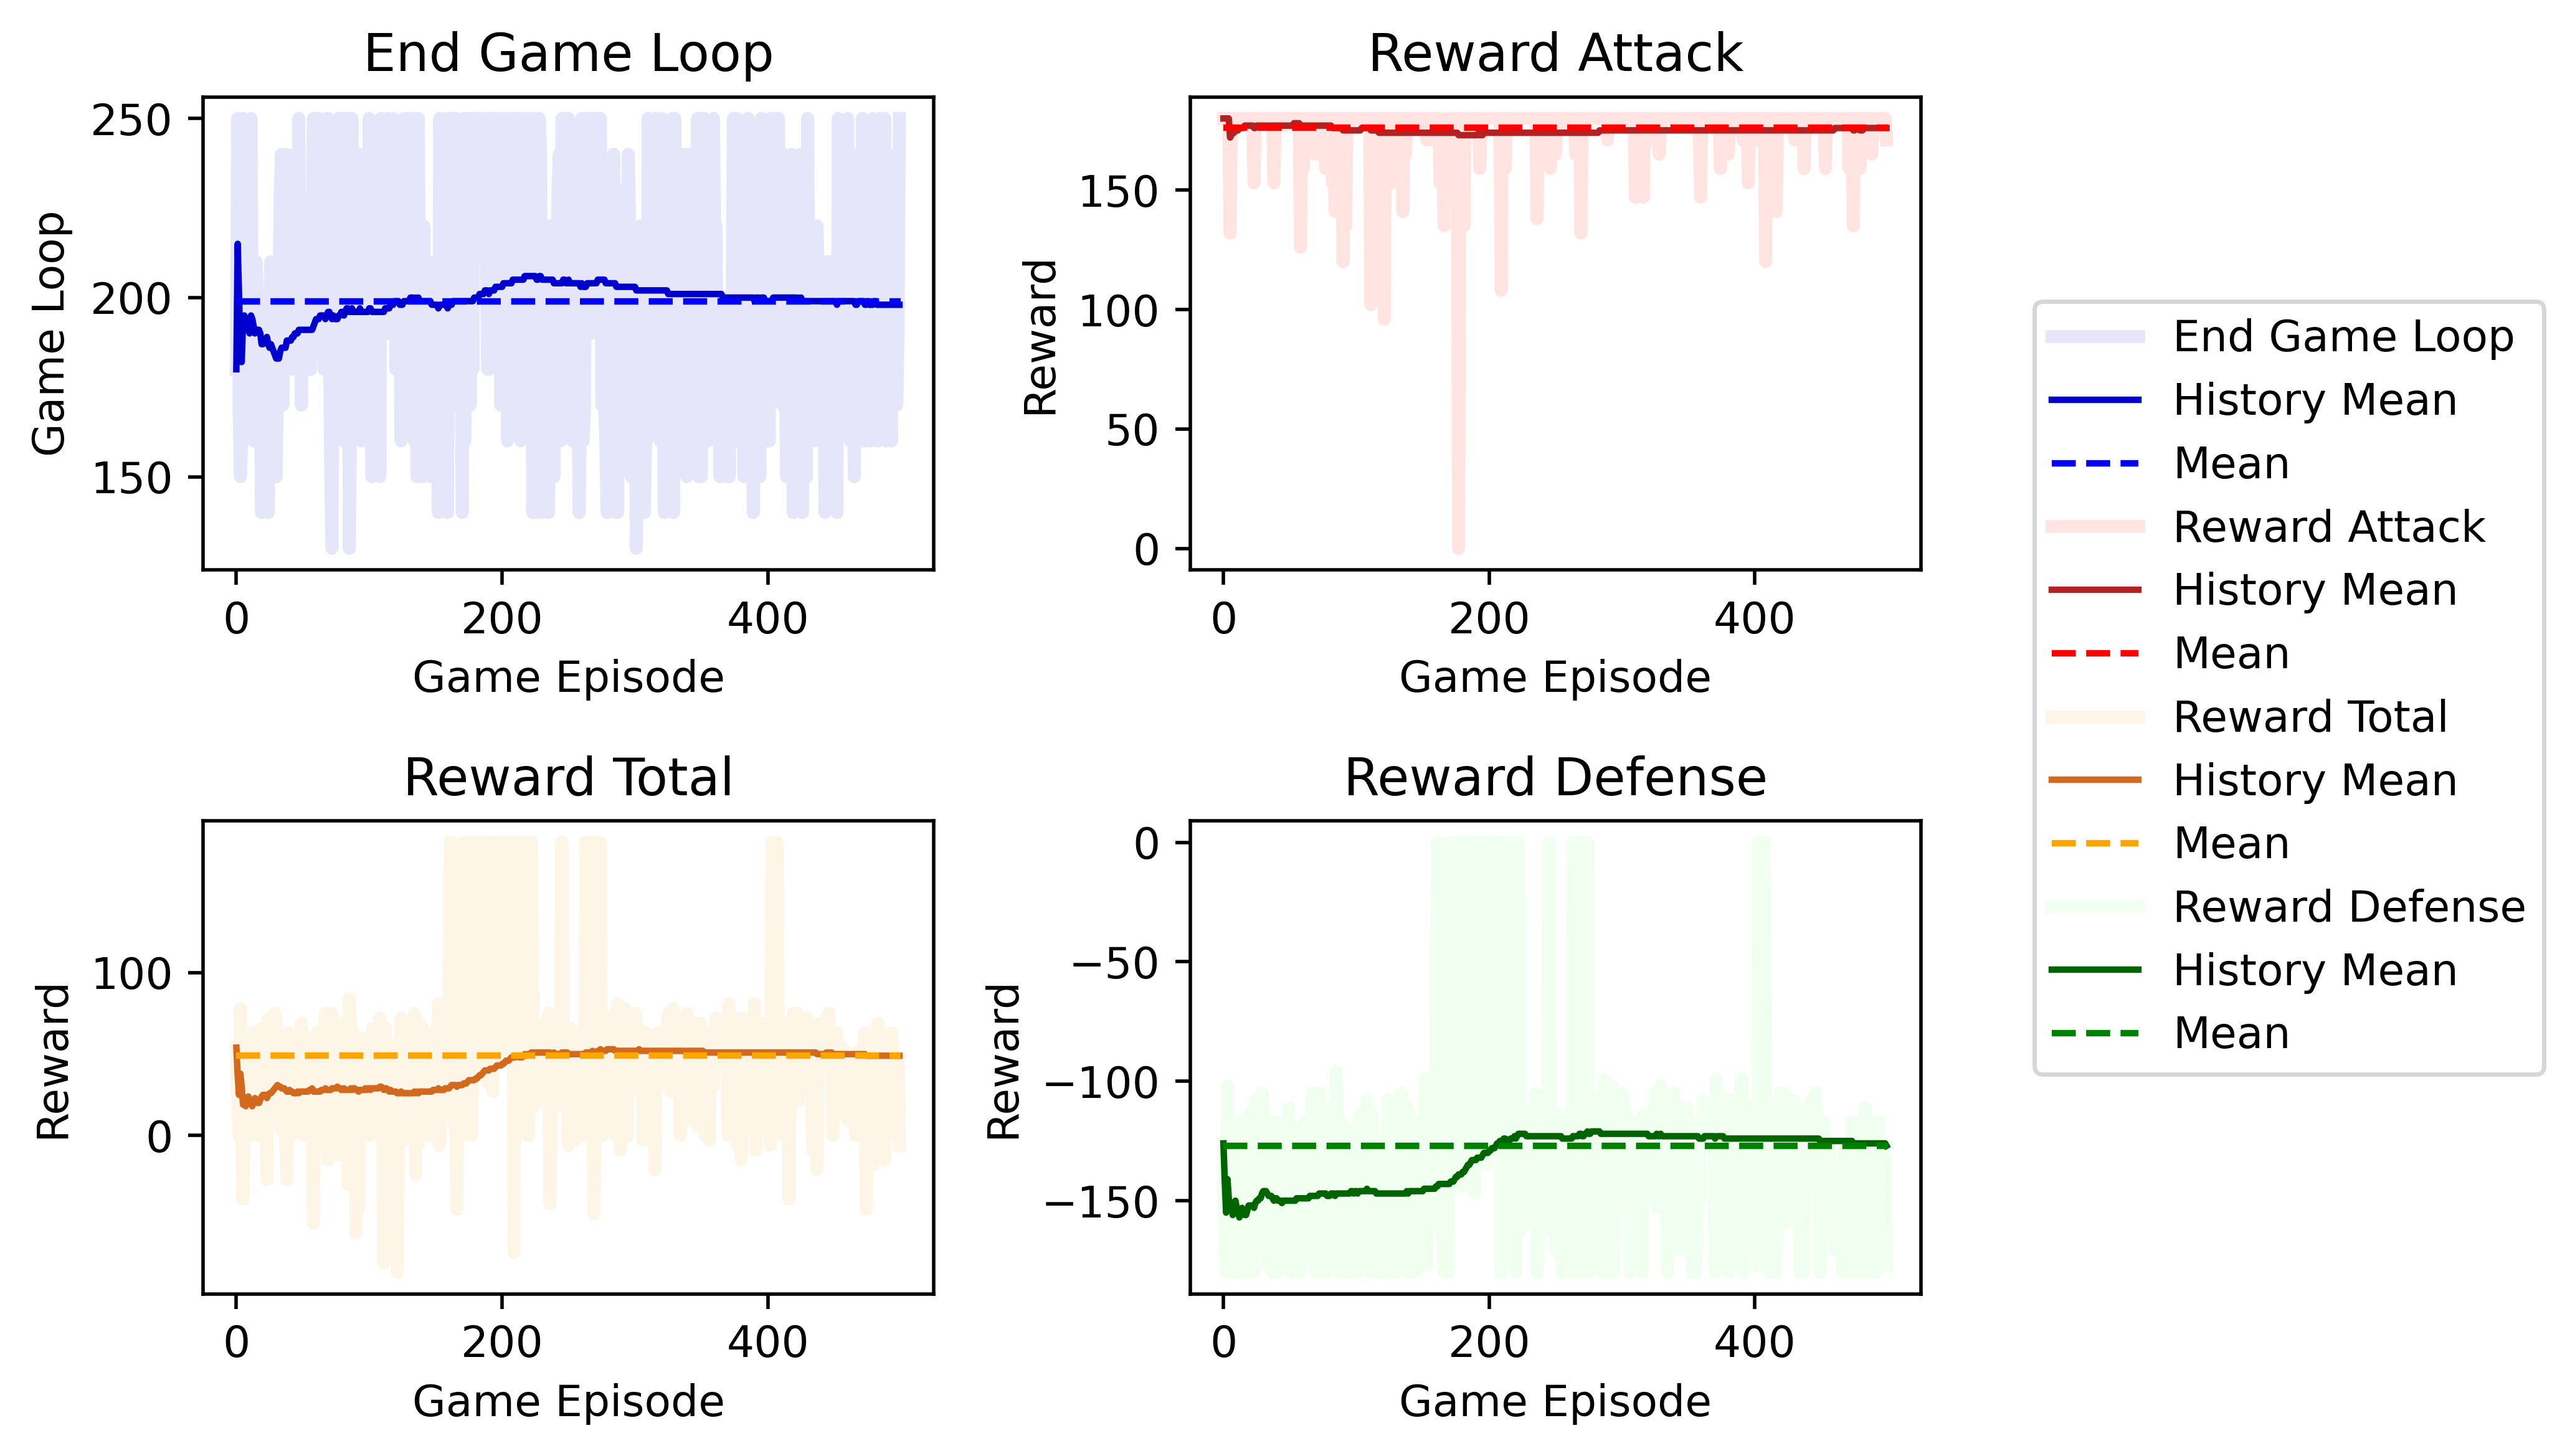 End Game Loop
250
200
150
Game Loop
0
200
400
Game Episode
Reward Attack
150
100
50
0
Reward
0
200
400
Game Episode
Reward Total
100
0
Reward
0
200
400
Game Episode
Reward Defense
0
−50
−100
−150
Reward
0
200
400
Game Episode
End Game Loop
History Mean
Mean
Reward Attack
History Mean
Mean
Reward Total
History Mean
Mean
Reward Defense
History Mean
Mean